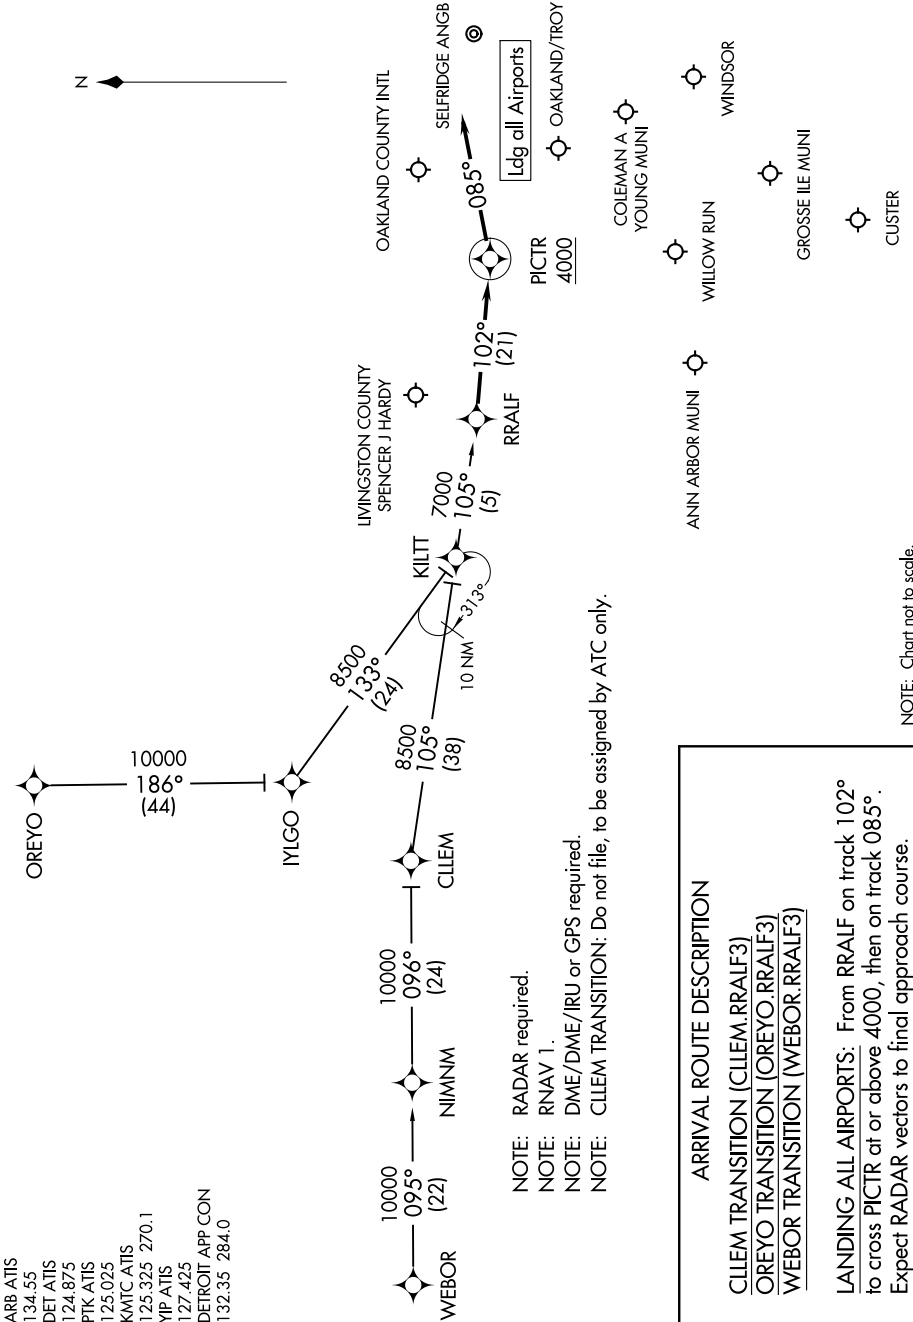 ARB ATIS
134.55
DET ATIS
124.875
PTK ATIS
125.025
KMTC ATIS
125.325 270.1
YIP ATIS
127.425
DETROIT APP CON
132.35 284.0
N
OREYO
10000
186°
(44)
IYLGO
8500
133°
(24)
WEBOR
10000
095°
(22)
NIMNM
10000
096°
(24)
CLLEM
8500
105°
(38)
10 NM
313°
KILTT
7000
105°
(5)
RRALF
102°
(21)
PICTR
4000
085°
LIVINGSTON COUNTY
SPENCER J HARDY
OAKLAND COUNTY INTL
SELFRIDGE ANGB
Ldg all Airports
OAKLAND/TROY
COLEMAN A
YOUNG MUNI
WINDSOR
WILLOW RUN
GROSSE ILE MUNI
CUSTER
ANN ARBOR MUNI
NOTE: RADAR required.
NOTE: RNAV 1.
NOTE: DME/DME/IRU or GPS required.
NOTE: CLLEM TRANSITION: Do not file, to be assigned by ATC only.
NOTE: Chart not to scale.
ARRIVAL ROUTE DESCRIPTION
CLLEM TRANSITION (CLLEM.RRALF3)
OREYO TRANSITION (OREYO.RRALF3)
WEBOR TRANSITION (WEBOR.RRALF3)
LANDING ALL AIRPORTS: From RRALF on track 102°
to cross PICTR at or above 4000, then on track 085°.
Expect RADAR vectors to final approach course.